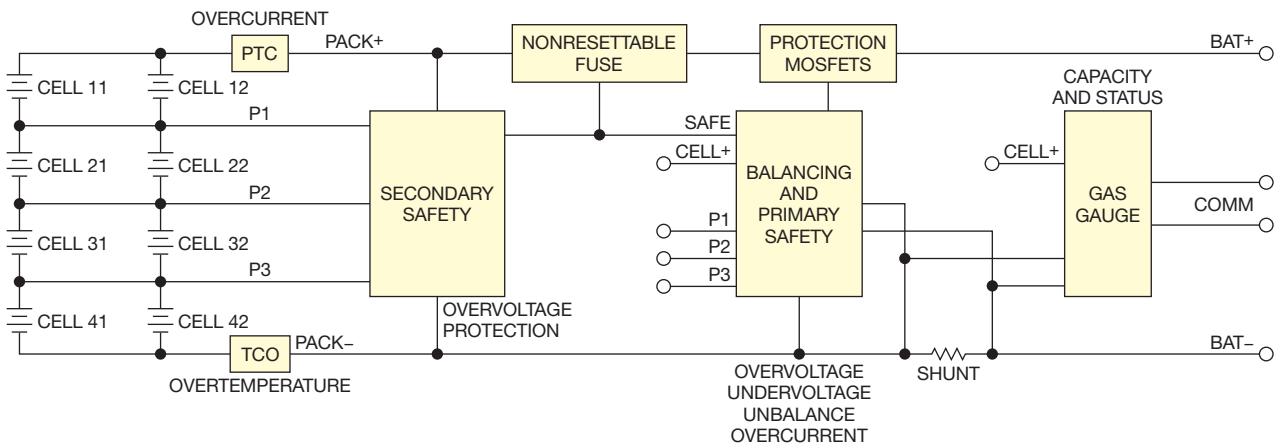 OVERCURRENT
PTC
PACK+
NONRESETTABLE
FUSE
PROTECTION
MOSFETS
BAT+
CELL 11
CELL 12
P1
CELL 21
CELL 22
P2
CELL 31
CELL 32
P3
CELL 41
CELL 42
TCO
PACK–
OVERTEMPERATURE
SECONDARY
SAFETY
OVERVOLTAGE
PROTECTION
SAFE
CELL+
P1
P2
P3
BALANCING
AND
PRIMARY
SAFETY
OVERVOLTAGE
UNDERVOLTAGE
UNBALANCE
OVERCURRENT
SHUNT
CAPACITY
AND STATUS
CELL+
GAS
GAUGE
COMM
BAT–